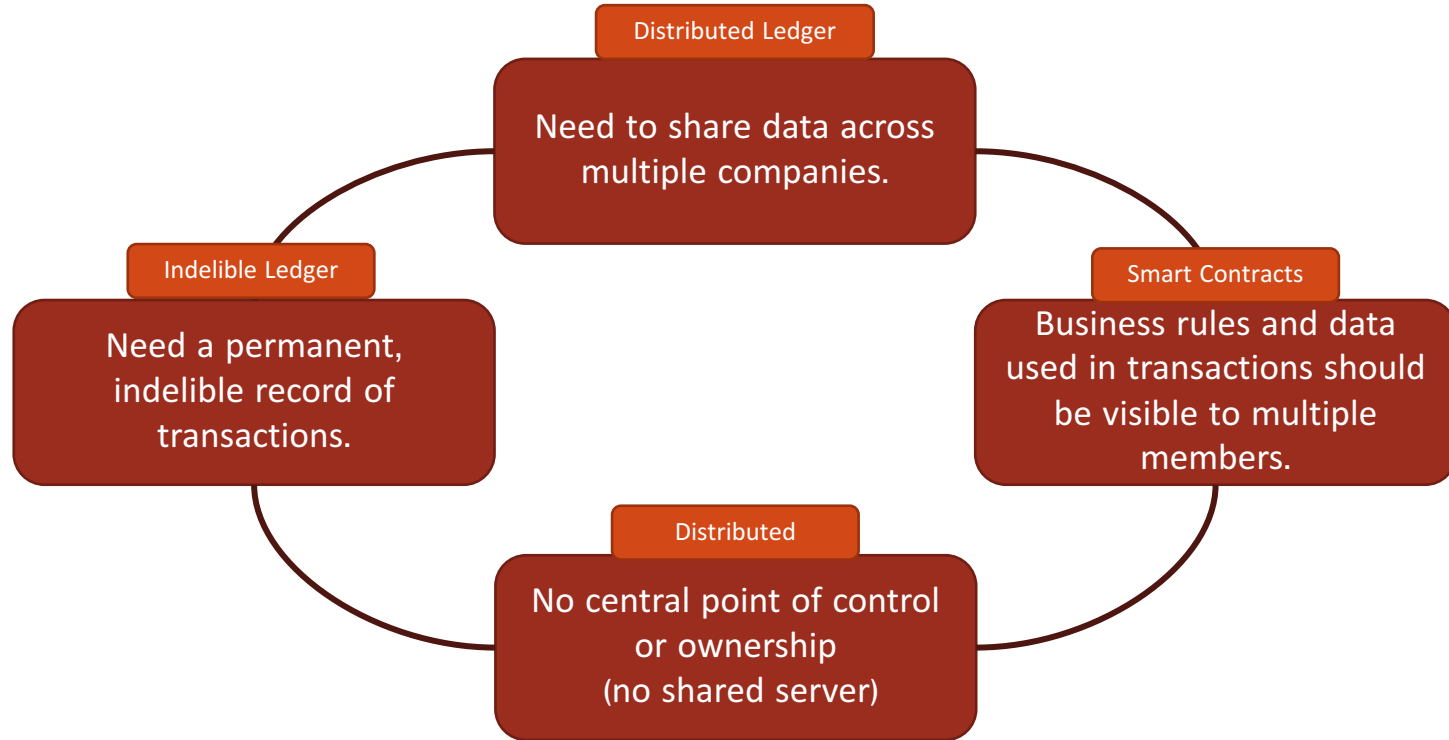 Distributed Ledger
Need to share data across
multiple companies.
Indelible Ledger
Need a permanent,
indelible record of
transactions.
Smart Contracts
Business rules and data
used in transactions should
be visible to multiple
members.
Distributed
No central point of control
or ownership
(no shared server)